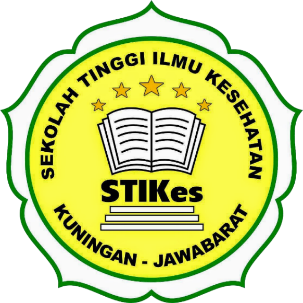 SEKOLAH TINGGI ILMU KESEHATAN
STIKes
KUNINGAN - JAWABARAT